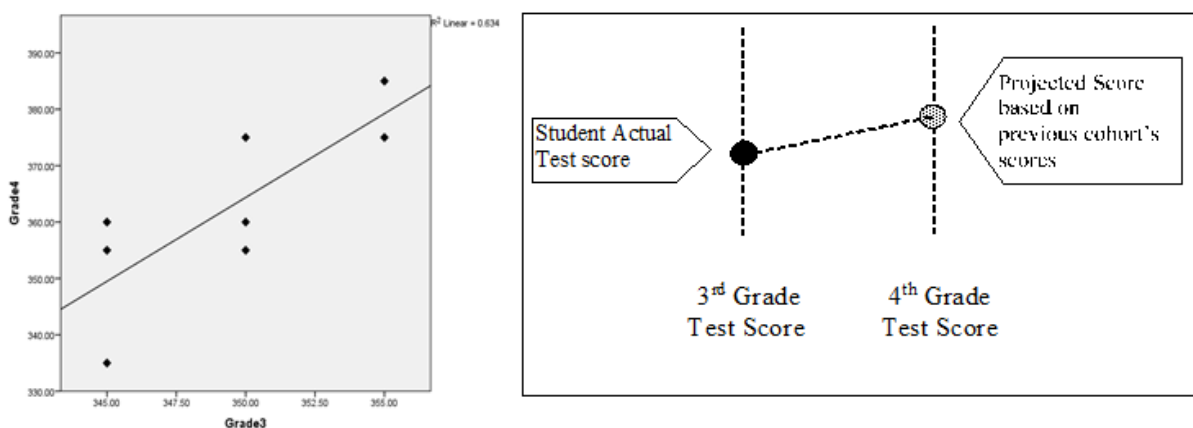 R² Linear = 0.634
390.00
380.00
370.00
360.00
350.00
340.00
330.00
Grade4
345.00 347.50 350.00 352.50 355.00
Grade3
Student Actual
Test score
Projected Score
based on
previous cohort's
scores
3rd Grade
Test Score
4th Grade
Test Score